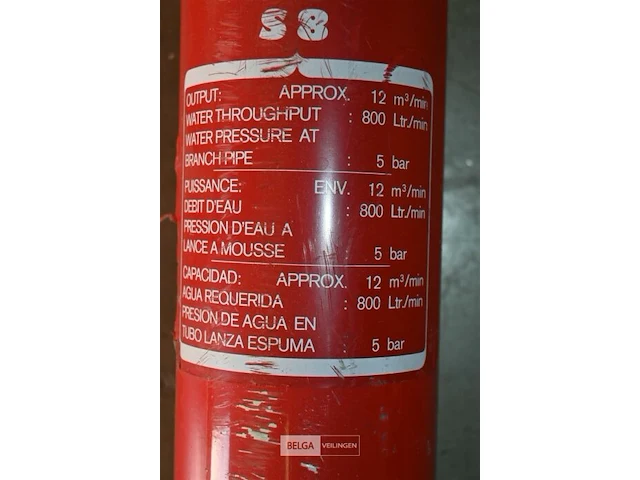 S8
OUTPUT: APPROX. 12 m³/min
WATER THROUGHPUT : 800 Ltr./min
WATER PRESSURE AT
BRANCH PIPE : 5 bar
PUISSANCE: ENV. 12 m³/min
DEBIT D'EAU : 800 Ltr./min
PRESSION D'EAU A
LANCE A MOUSSE 5 bar
CAPACIDAD: APPROX. 12 m³/min
AGUA REQUERIDA : 800 Ltr./min
PRESION DE AGUA EN
TUBO LANZA ESPUMA : 5 bar
BELGA VEILINGEN